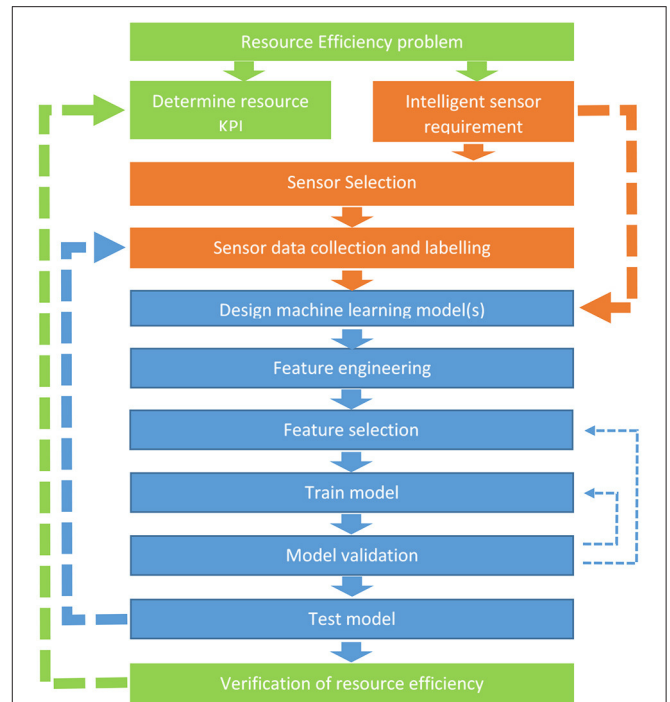 Resource Efficiency problem
Determine resource
KPI
Intelligent sensor
requirement
Sensor Selection
Sensor data collection and labelling
Design machine learning model(s)
Feature engineering
Feature selection
Train model
Model validation
Test model
Verification of resource efficiency